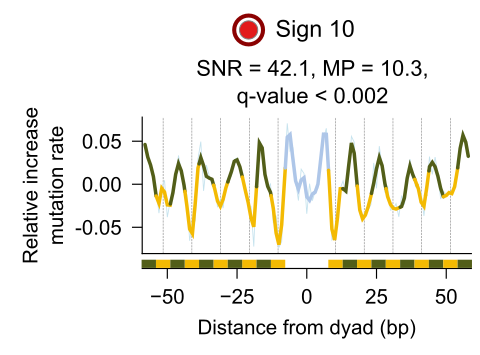 Sign 10
SNR = 42.1, MP = 10.3,
q-value < 0.002
Relative increase
mutation rate
0.05
0.00
-0.05
−50
−25
0
25
50
Distance from dyad (bp)